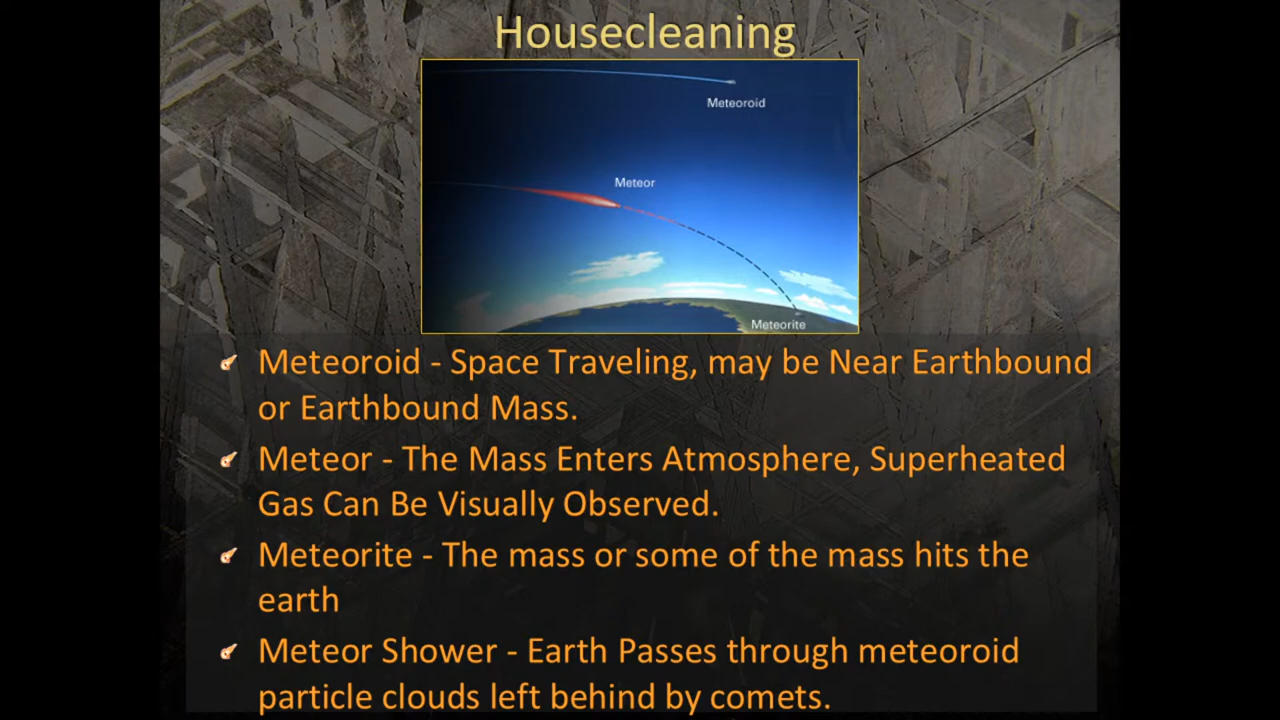 Housecleaning
Meteoroid
Meteor
Meteorite
Meteoroid - Space Traveling, may be Near Earthbound
or Earthbound Mass.
Meteor - The Mass Enters Atmosphere, Superheated
Gas Can Be Visually Observed.
Meteorite - The mass or some of the mass hits the
earth
Meteor Shower - Earth Passes through meteoroid
particle clouds left behind by comets.